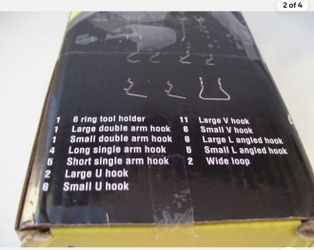 2 of 4
1 6 ring tool holder
1 Large double arm hook
1 Small double arm hook
4 Long single arm hook
5 Short single arm hook
2 Large U hook
6 Small U hook
11 Large V hook
8 Small V hook
6 Large L angled hook
5 Small L angled hook
2 Wide loop